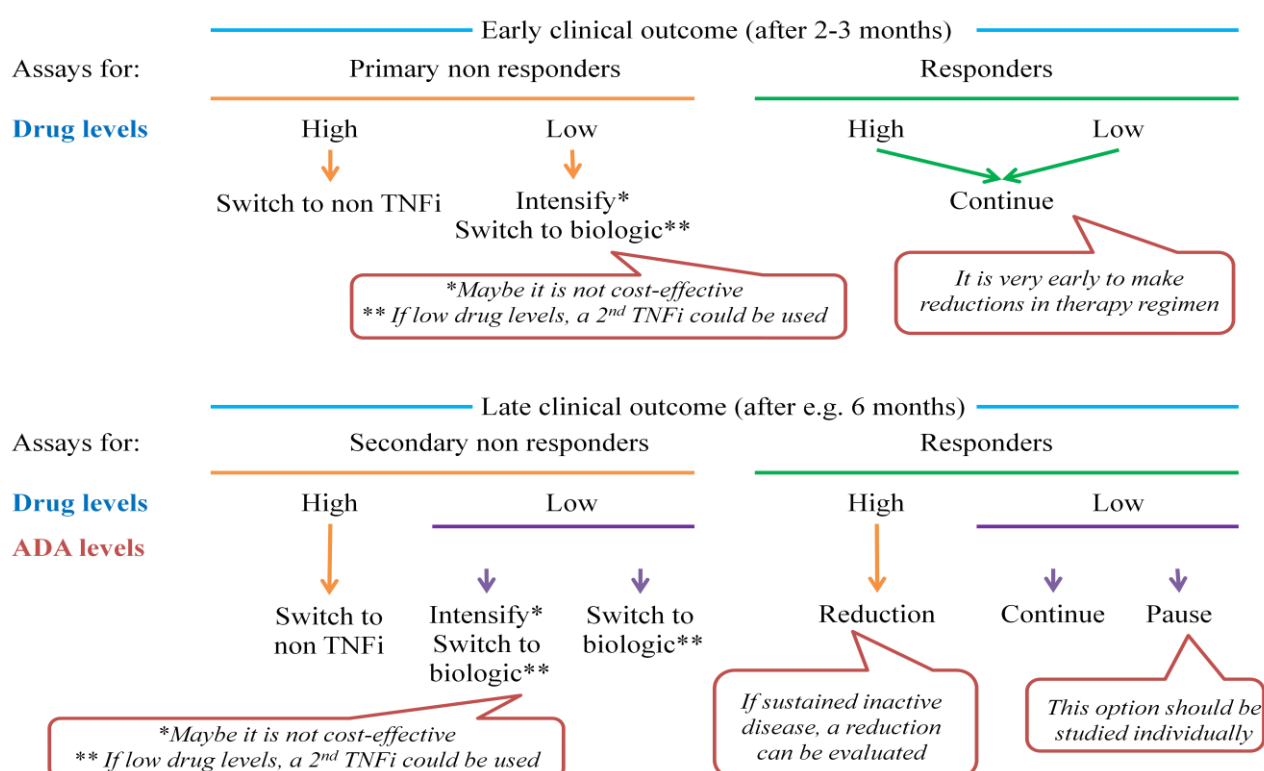 Early clinical outcome (after 2-3 months)
Assays for:
Primary non responders
Responders
Drug levels
High
Low
High
Low
Switch to non TNFi
Intensify*
Switch to biologic**
Continue
*Maybe it is not cost-effective
** If low drug levels, a 2nd TNFi could be used
It is very early to make
reductions in therapy regimen
Late clinical outcome (after e.g. 6 months)
Assays for:
Secondary non responders
Responders
Drug levels
High
Low
High
Low
ADA levels
Switch to
non TNFi
Intensify*
Switch to
biologic**
Switch to
biologic**
Reduction
Continue
Pause
*Maybe it is not cost-effective
** If low drug levels, a 2nd TNFi could be used
If sustained inactive
disease, a reduction
can be evaluated
This option should be
studied individually